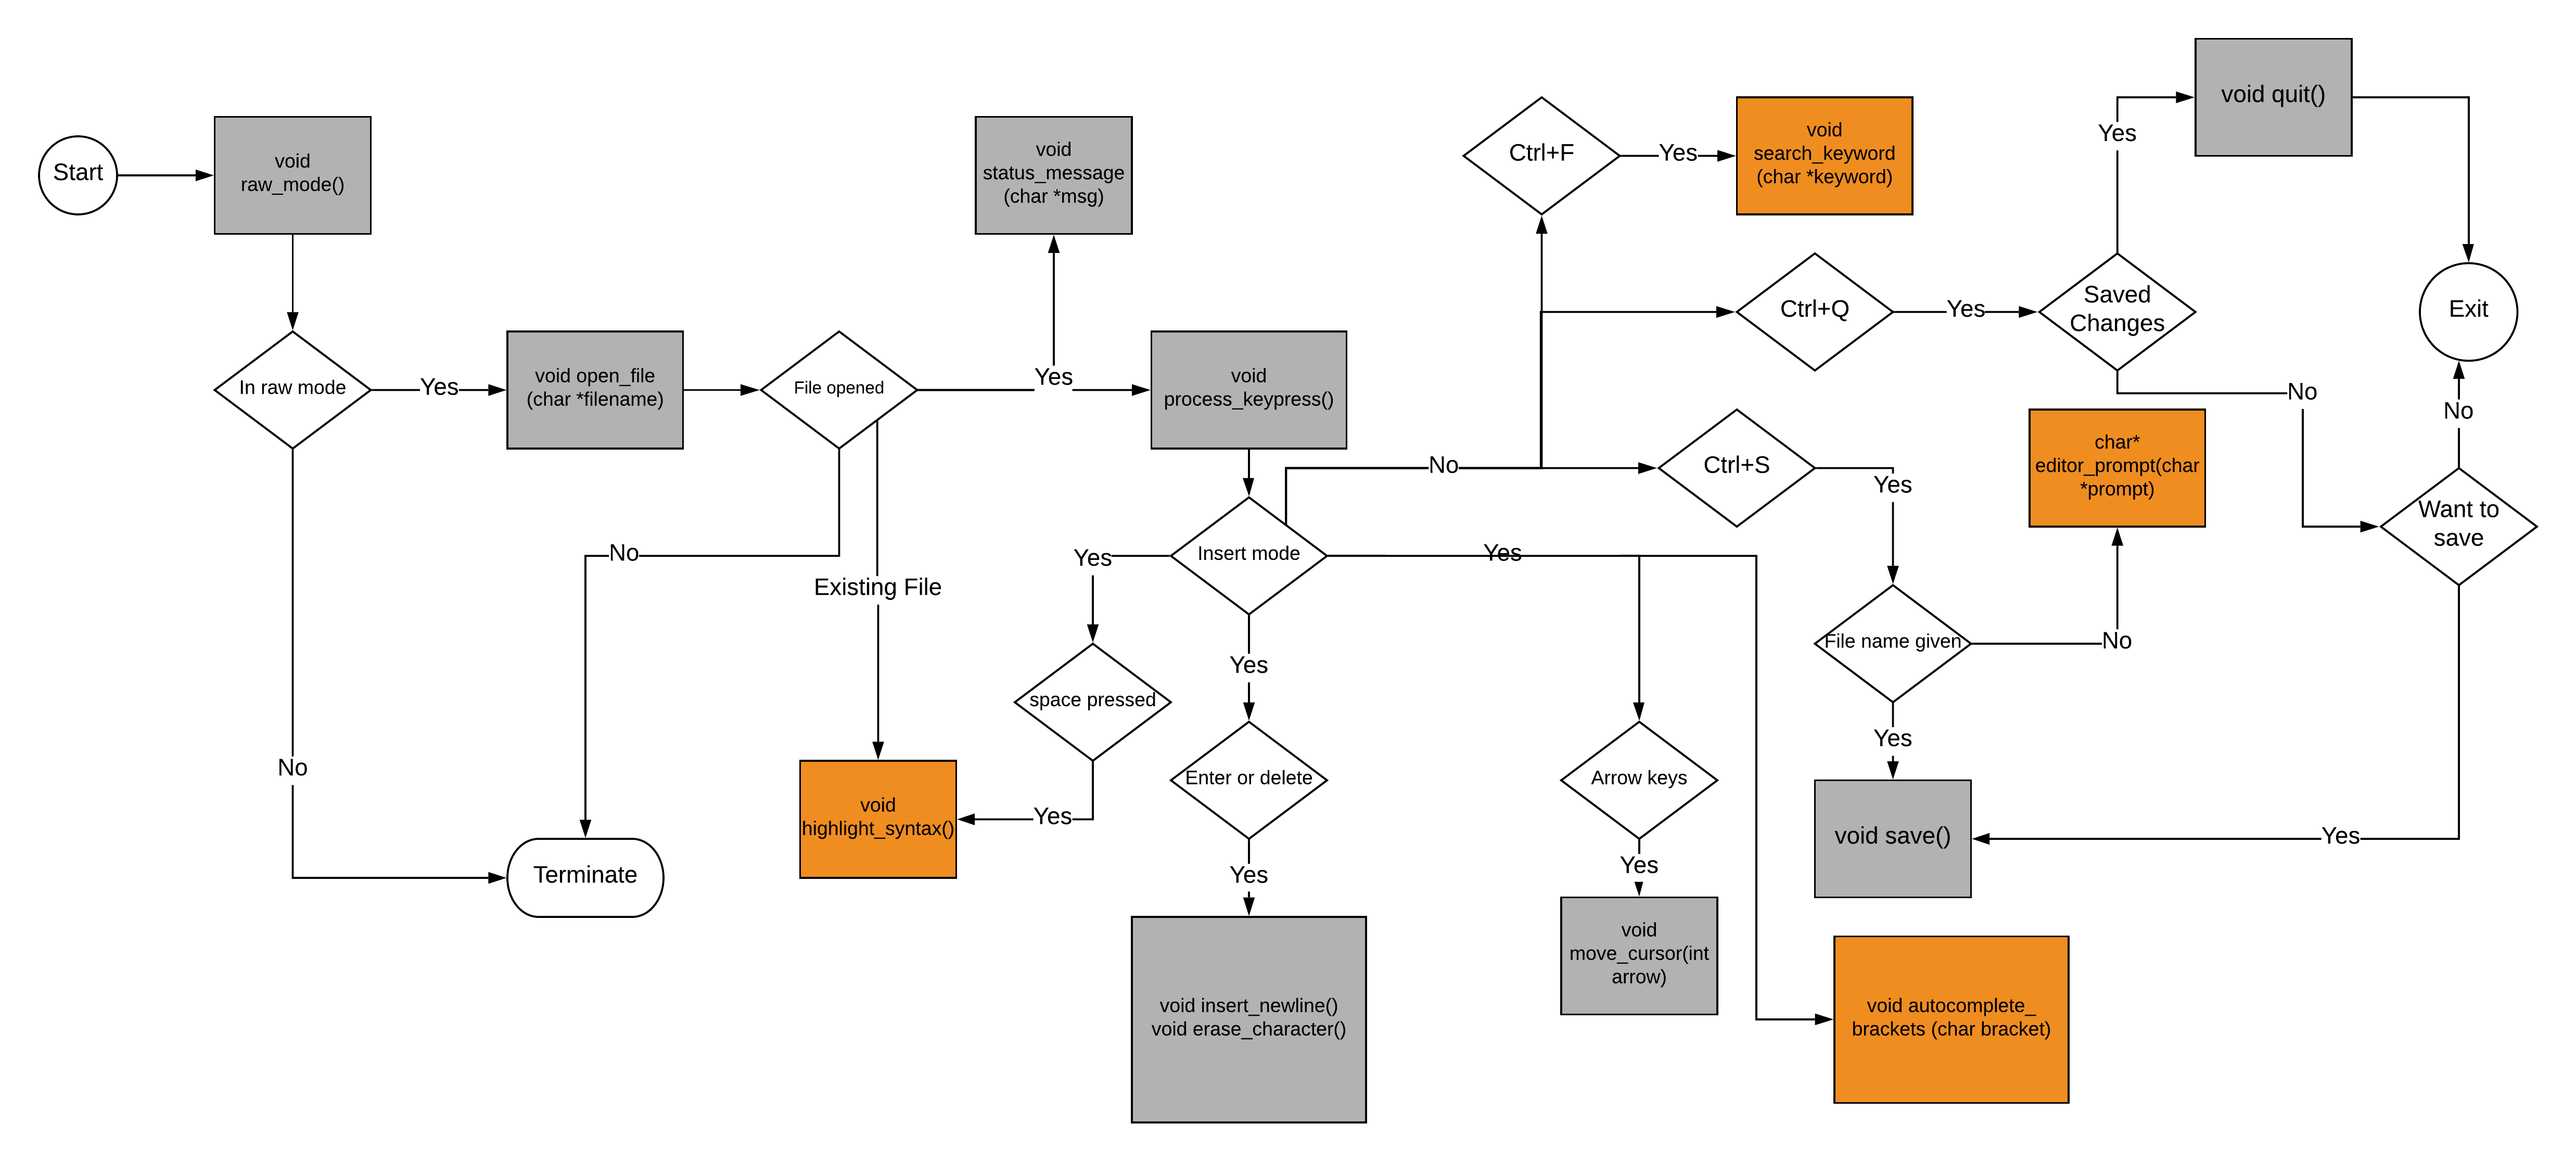 Start
void
raw_mode()
In raw mode
Yes
No
void open_file
(char *filename)
File opened
No
Existing File
Terminate
void
status_message
(char *msg)
Yes
void
process_keypress()
Insert mode
Yes
space pressed
Yes
void
highlight_syntax()
Yes
Enter or delete
Yes
void insert_newline()
void erase_character()
Yes
Arrow keys
Yes
void
move_cursor(int
arrow)
void autocomplete_
brackets (char bracket)
No
Ctrl+F
Yes
void
search_keyword
(char *keyword)
Ctrl+Q
Yes
Saved
Changes
Yes
void quit()
Exit
No
Want to
save
No
Yes
Ctrl+S
Yes
File name given
No
char*
editor_prompt(char
*prompt)
Yes
void save()